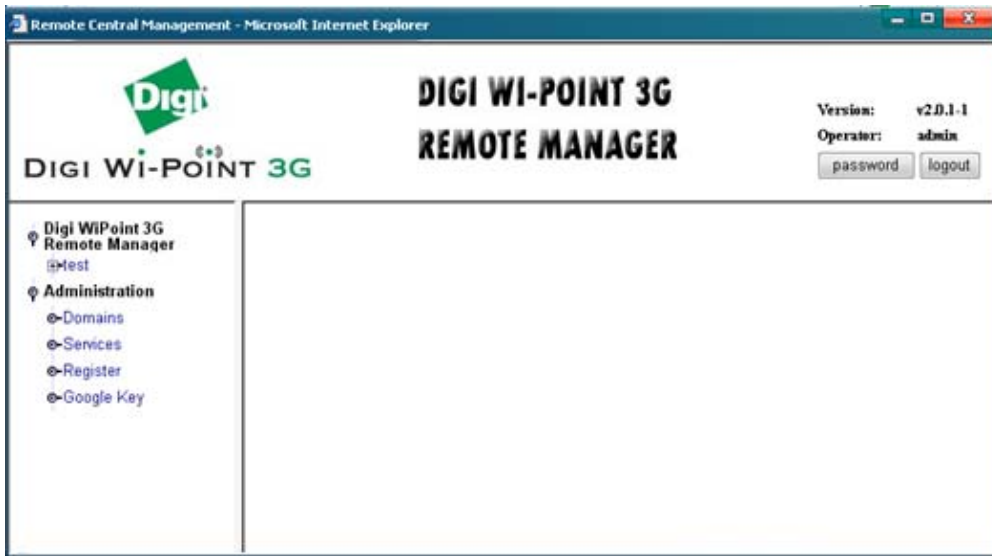 Remote Central Management - Microsoft Internet Explorer
Digi
DIGI Wi-PoiNT 3G
DIGI WI-POINT 3G
REMOTE MANAGER
Version: v2.0.1-1
Operator: admin
password logout
Digi WiPoint 3G
Remote Manager
test
Administration
Domains
Services
Register
Google Key